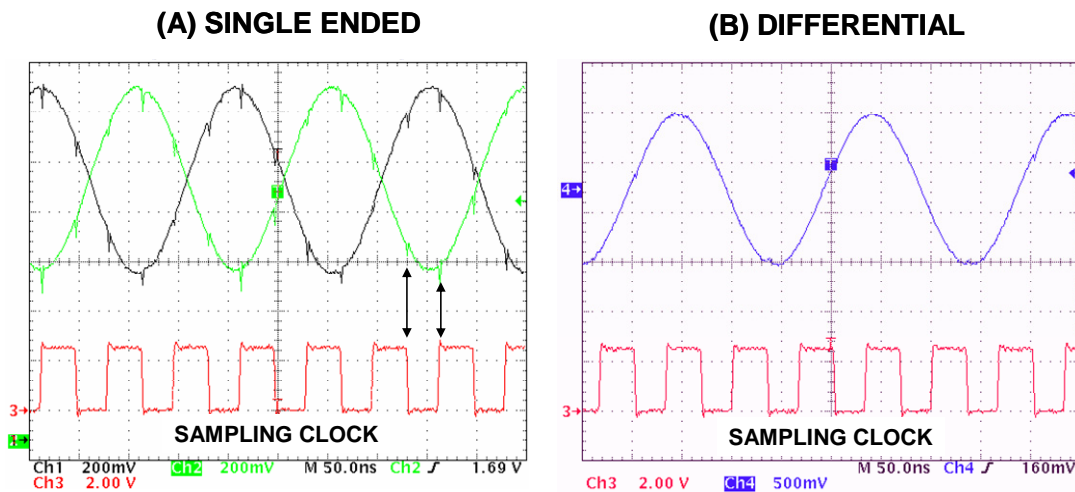 (A) SINGLE ENDED
(B) DIFFERENTIAL
T
3
SAMPLING CLOCK
Ch1 200mV Ch2 200mV M 50.0ns Ch2 ʃ 1.69 V
Ch3 2.00 V
4
3
SAMPLING CLOCK
M 50.0ns Ch4 ʃ 160mV
Ch3 2.00 V Ch4 500mV